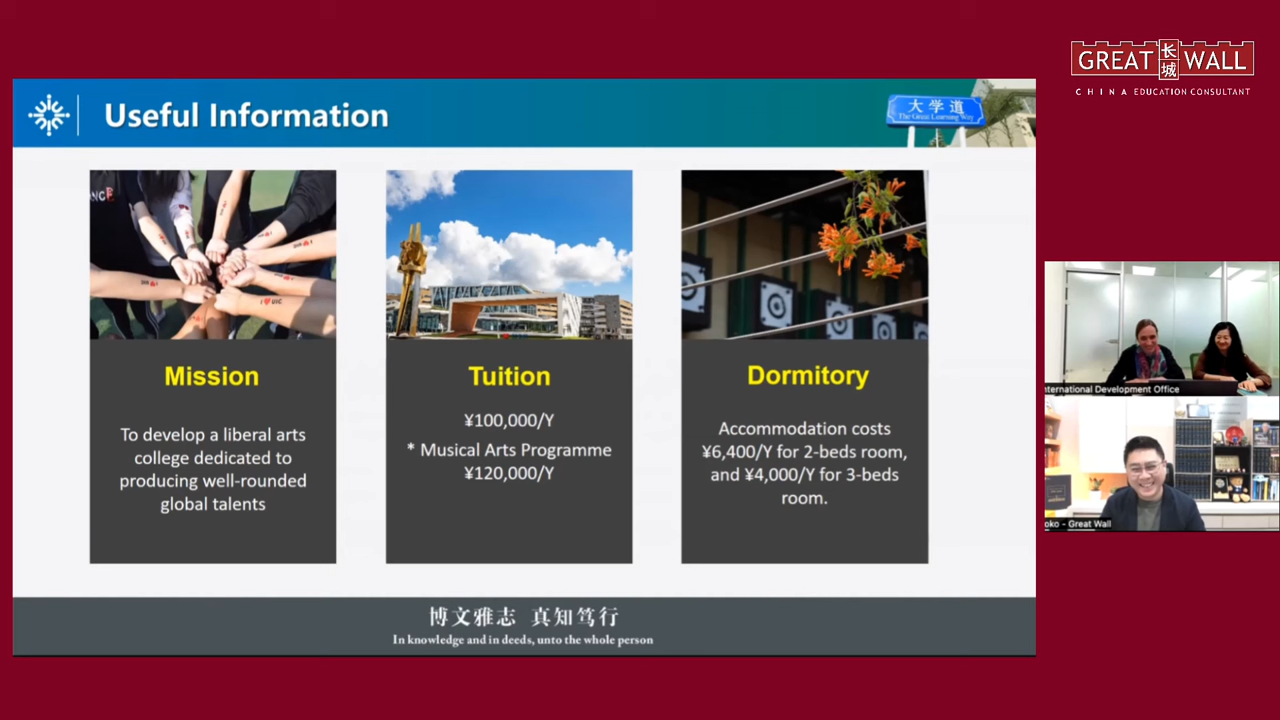 GREAT 长城 WALL
CHINA EDUCATION CONSULTANT
Useful Information
大学道
The Great Learning Way
I ❤ UIC
Mission
To develop a liberal arts
college dedicated to
producing well-rounded
global talents
Tuition
¥100,000/Y
* Musical Arts Programme
¥120,000/Y
Dormitory
Accommodation costs
¥6,400/Y for 2-beds room,
and ¥4,000/Y for 3-beds
room.
nternational Development Office
oko - Great Wall
博文雅志 真知笃行
In knowledge and in deeds, unto the whole person